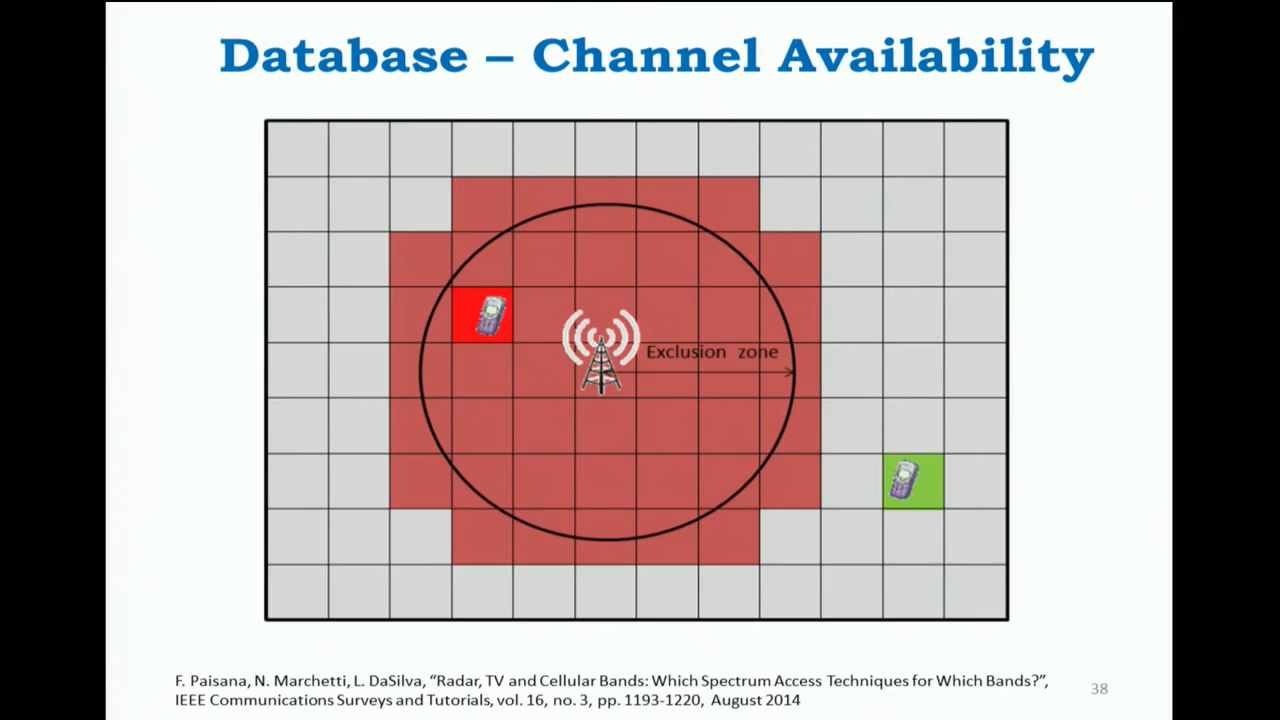 Database – Channel Availability
Exclusion zone
F. Paisana, N. Marchetti, L. DaSilva, “Radar, TV and Cellular Bands: Which Spectrum Access Techniques for Which Bands?”,
IEEE Communications Surveys and Tutorials, vol. 16, no. 3, pp. 1193-1220, August 2014
38